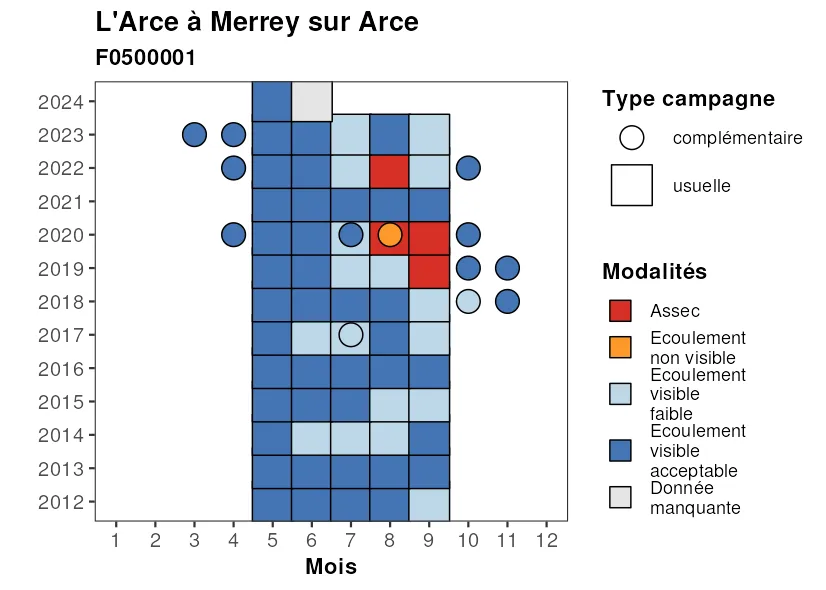 L'Arce à Merrey sur Arce
F0500001
2024
2023
2022
2021
2020
2019
2018
2017
2016
2015
2014
2013
2012
1 2 3 4 5 6 7 8 9 10 11 12
Mois
Type campagne
complémentaire
usuelle
Modalités
Assec
Ecoulement
non visible
Ecoulement
visible
faible
Ecoulement
visible
acceptable
Donnée
manquante